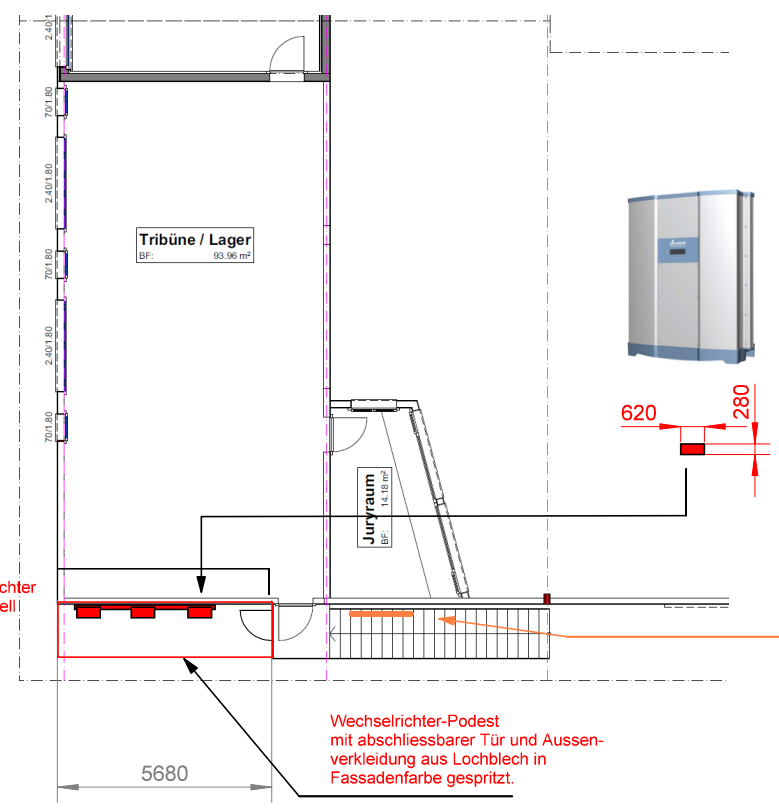 2.40/1
70/1.80
2.40/1.80
70/1.80
2.40/1.80
70/1.80
Tribüne / Lager
BF: 93.96 m²
Juryraum
BF: 14.18 m²
620
280
chter
ell
Wechselrichter-Podest
mit abschliessbarer Tür und Aussen-
verkleidung aus Lochblech in
Fassadenfarbe gespritzt.
5680